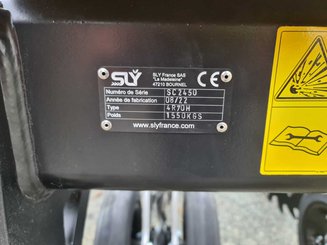 SLY
SLY France SAS
"La Madeleine"
47210 BOURNEL
CE
Numéro de Série SC2450
Année de fabrication 08/22
Type 4R70H
Poids 1550KGS
www.slyfrance.com